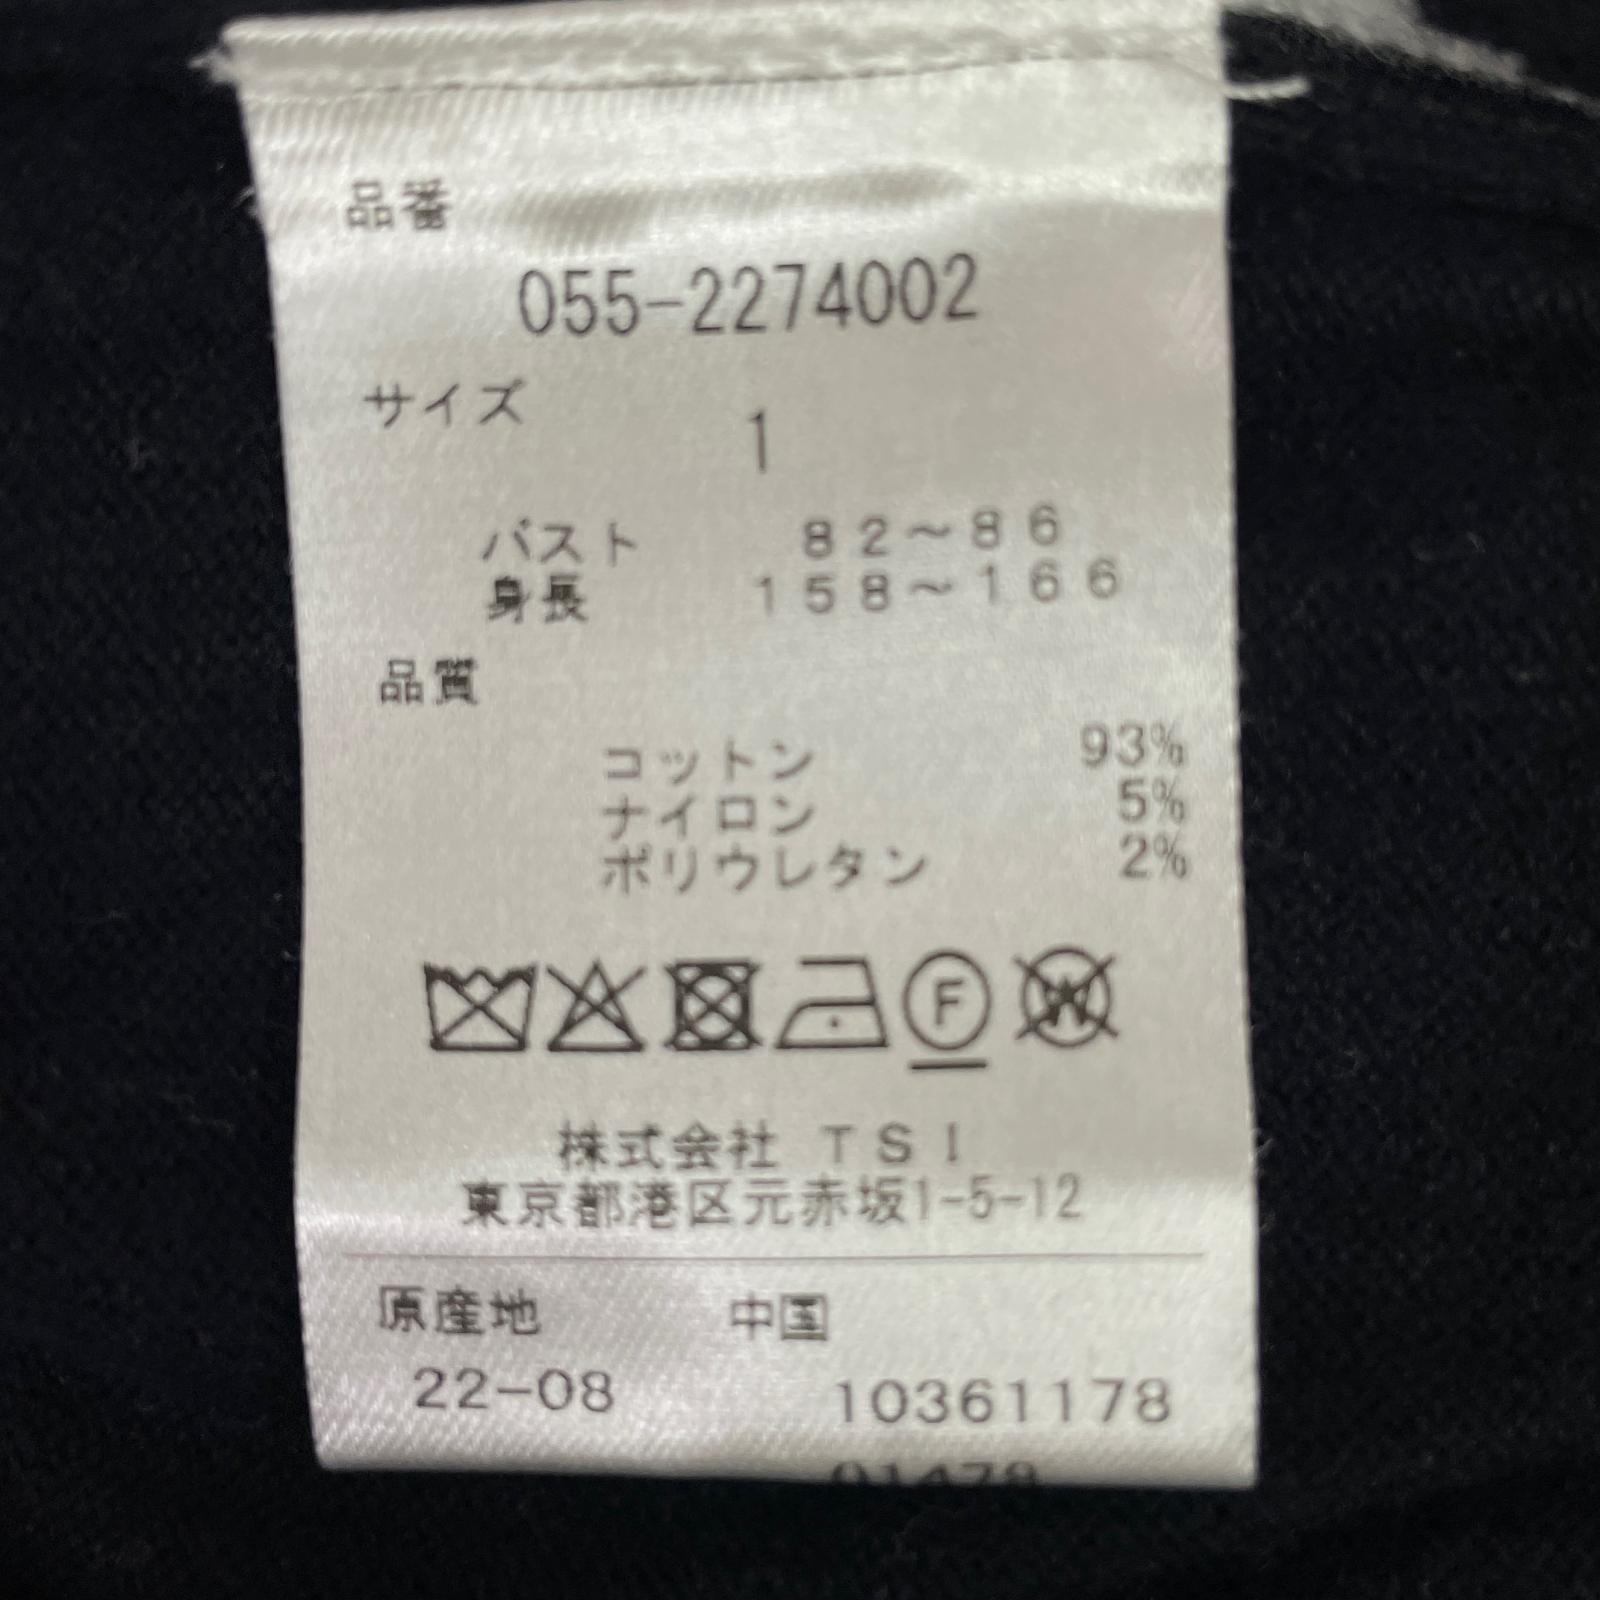 品番
055-2274002
サイズ 1
バスト 82～86
身長 158～166
品質
コットン 93%
ナイロン 5%
ポリウレタン 2%
F W
株式会社 TSI
東京都港区元赤坂1-5-12
原産地 中国
22-08 10361178
01478